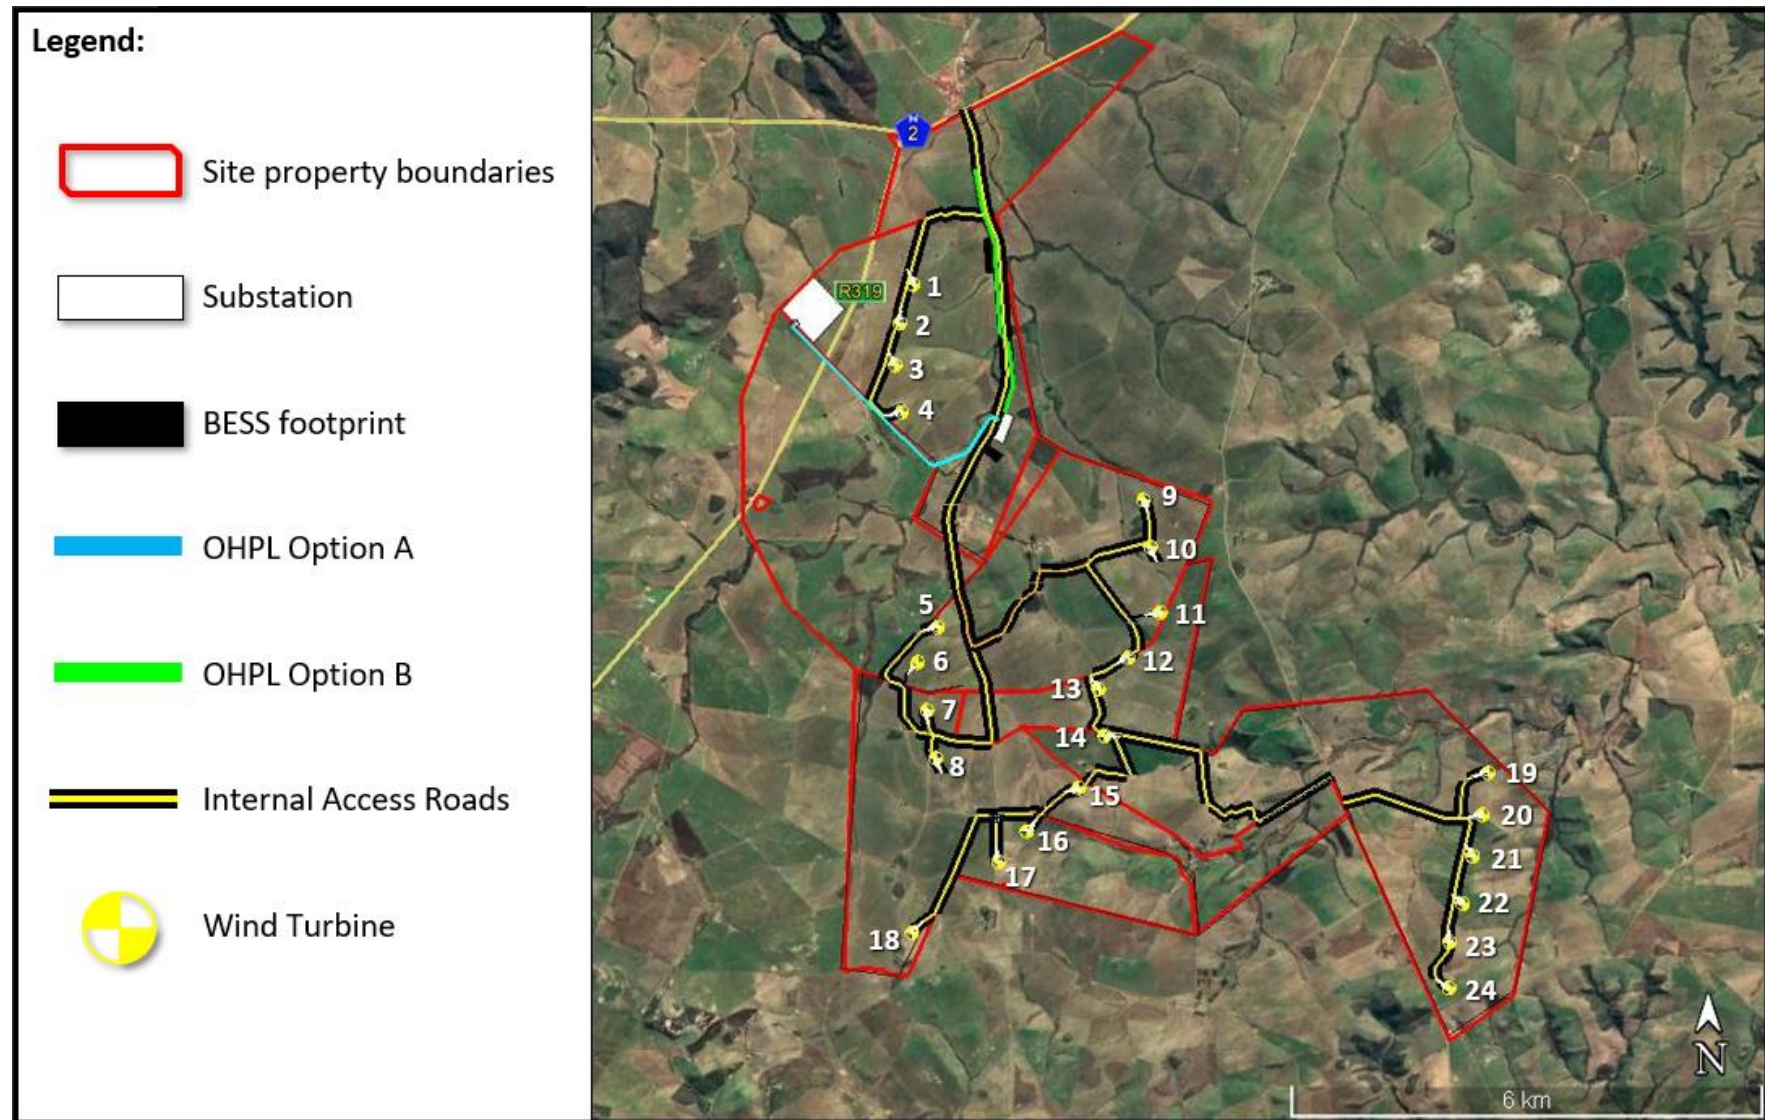 Legend:
Site property boundaries
Substation
BESS footprint
OHPL Option A
OHPL Option B
Internal Access Roads
Wind Turbine
N
2
R319
1
2
3
4
5
6
7
8
9
10
11
12
13
14
15
16
17
18
19
20
21
22
23
24
N
6 km